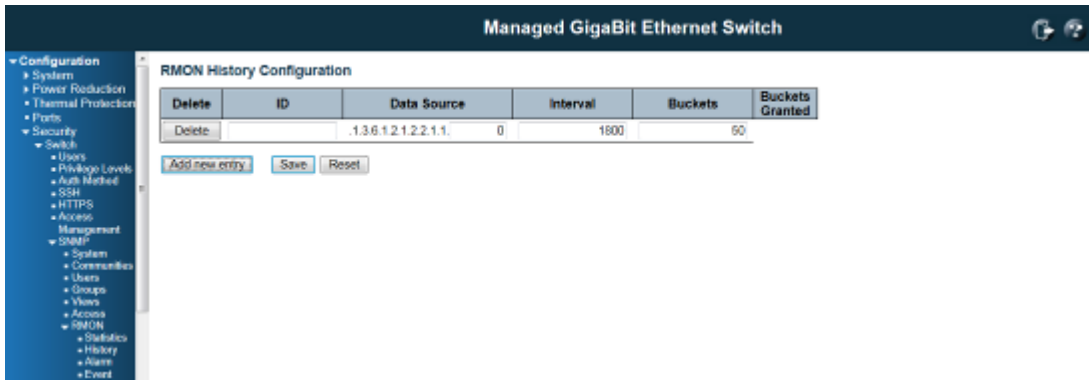 Managed GigaBit Ethernet Switch
Configuration
System
Power Reduction
Thermal Protection
Ports
Security
Switch
Users
Privilege Levels
Auth Method
SSH
HTTPS
Access
Management
SNMP
System
Communities
Users
Groups
Views
Access
RMON
Statistics
History
Alarm
Event
RMON History Configuration
Delete ID Data Source Interval Buckets Buckets Granted
Delete .1.3.6.1.2.1.2.2.1.1. 0 1800 50
Add new entry Save Reset